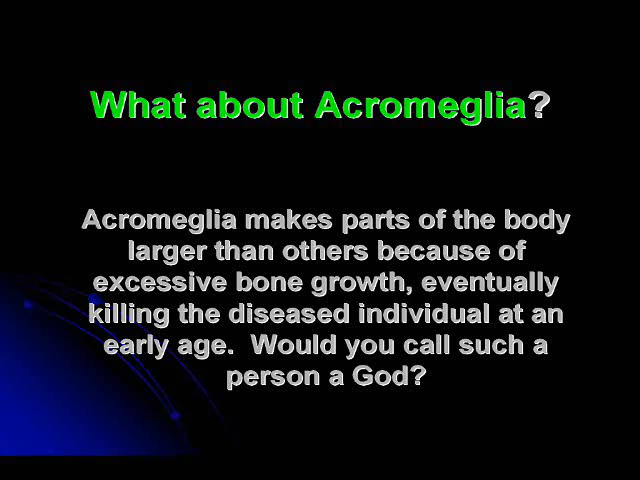 What about Acromeglia?
Acromeglia makes parts of the body
larger than others because of
excessive bone growth, eventually
killing the diseased individual at an
early age.  Would you call such a
person a God?